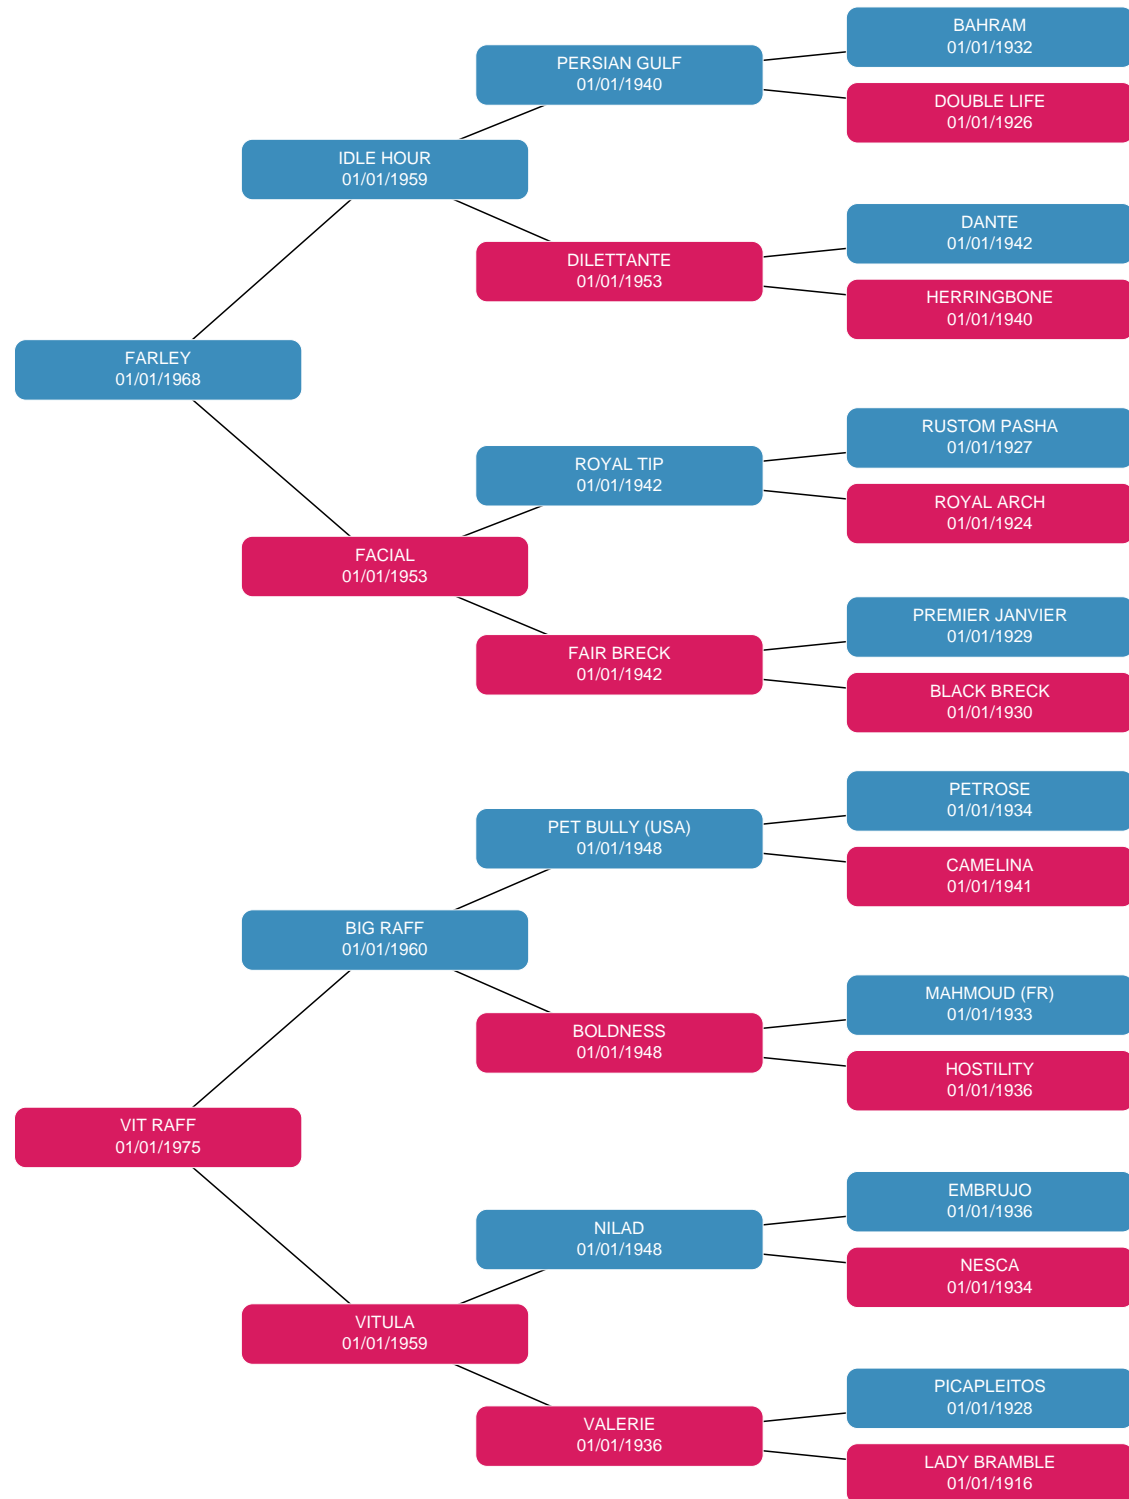 BAHRAM
01/01/1932
PERSIAN GULF
01/01/1940
DOUBLE LIFE
01/01/1926
IDLE HOUR
01/01/1959
DANTE
01/01/1942
DILETTANTE
01/01/1953
HERRINGBONE
01/01/1940
FARLEY
01/01/1968
RUSTOM PASHA
01/01/1927
ROYAL TIP
01/01/1942
ROYAL ARCH
01/01/1924
FACIAL
01/01/1953
PREMIER JANVIER
01/01/1929
FAIR BRECK
01/01/1942
BLACK BRECK
01/01/1930
PETROSE
01/01/1934
PET BULLY (USA)
01/01/1948
CAMELINA
01/01/1941
BIG RAFF
01/01/1960
MAHMOUD (FR)
01/01/1933
BOLDNESS
01/01/1948
HOSTILITY
01/01/1936
VIT RAFF
01/01/1975
EMBRUJO
01/01/1936
NILAD
01/01/1948
NESCA
01/01/1934
VITULA
01/01/1959
PICAPLEITOS
01/01/1928
VALERIE
01/01/1936
LADY BRAMBLE
01/01/1916